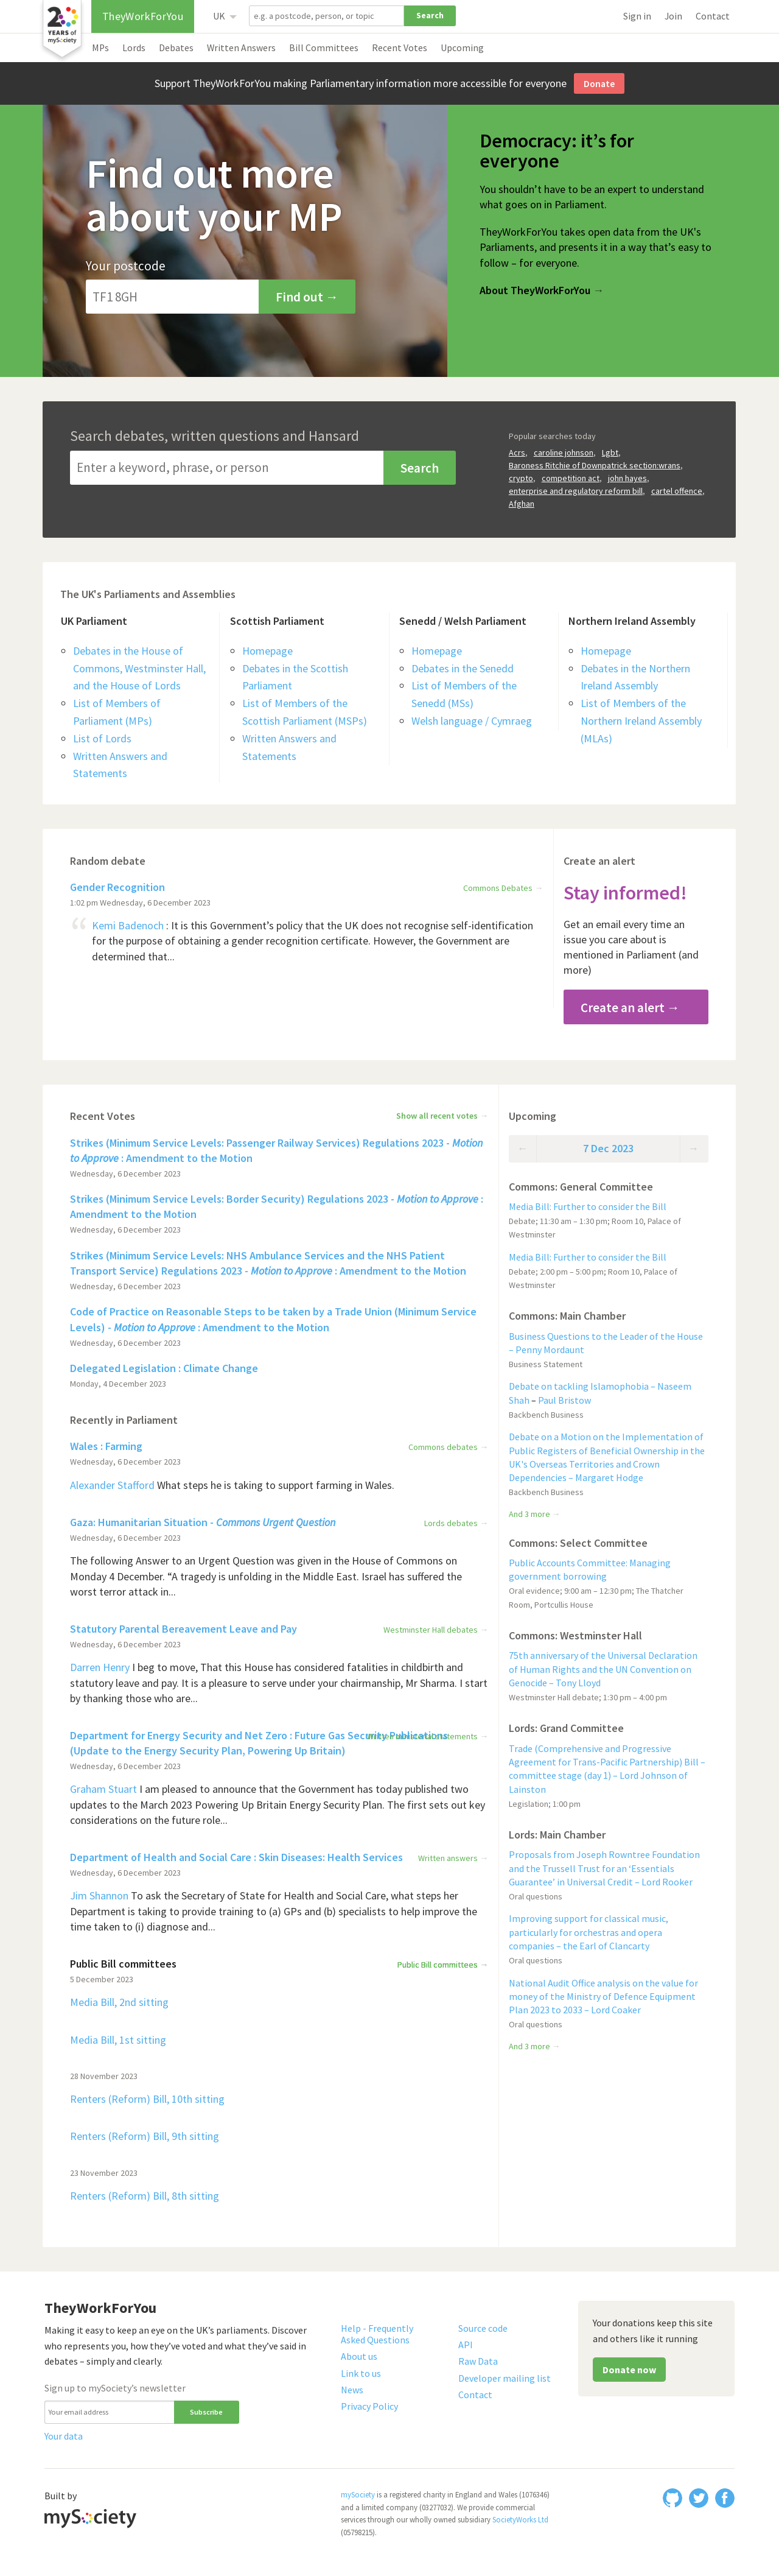 20
YEARS of
mySociety
TheyWorkForYou
UK
e.g. a postcode, person, or topic
Search
Sign in
Join
Contact
MPs
Lords
Debates
Written Answers
Bill Committees
Recent Votes
Upcoming
Support TheyWorkForYou making Parliamentary information more accessible for everyone
Donate
Find out more
about your MP
Your postcode
TF1 8GH
Find out →
Democracy: it’s for
everyone
You shouldn’t have to be an expert to understand
what goes on in Parliament.
TheyWorkForYou takes open data from the UK's
Parliaments, and presents it in a way that’s easy to
follow – for everyone.
About TheyWorkForYou →
Search debates, written questions and Hansard
Enter a keyword, phrase, or person
Search
Popular searches today
Acrs, caroline johnson, Lgbt,
Baroness Ritchie of Downpatrick section:wrans,
crypto, competition act, john hayes,
enterprise and regulatory reform bill, cartel offence,
Afghan
The UK's Parliaments and Assemblies
UK Parliament
Debates in the House of
Commons, Westminster Hall,
and the House of Lords
List of Members of
Parliament (MPs)
List of Lords
Written Answers and
Statements
Scottish Parliament
Homepage
Debates in the Scottish
Parliament
List of Members of the
Scottish Parliament (MSPs)
Written Answers and
Statements
Senedd / Welsh Parliament
Homepage
Debates in the Senedd
List of Members of the
Senedd (MSs)
Welsh language / Cymraeg
Northern Ireland Assembly
Homepage
Debates in the Northern
Ireland Assembly
List of Members of the
Northern Ireland Assembly
(MLAs)
Random debate
Gender Recognition
Commons Debates →
1:02 pm Wednesday, 6 December 2023
“ Kemi Badenoch : It is this Government’s policy that the UK does not recognise self-identification
for the purpose of obtaining a gender recognition certificate. However, the Government are
determined that...
Create an alert
Stay informed!
Get an email every time an
issue you care about is
mentioned in Parliament (and
more)
Create an alert →
Recent Votes
Show all recent votes →
Strikes (Minimum Service Levels: Passenger Railway Services) Regulations 2023 - Motion
to Approve : Amendment to the Motion
Wednesday, 6 December 2023
Strikes (Minimum Service Levels: Border Security) Regulations 2023 - Motion to Approve :
Amendment to the Motion
Wednesday, 6 December 2023
Strikes (Minimum Service Levels: NHS Ambulance Services and the NHS Patient
Transport Service) Regulations 2023 - Motion to Approve : Amendment to the Motion
Wednesday, 6 December 2023
Code of Practice on Reasonable Steps to be taken by a Trade Union (Minimum Service
Levels) - Motion to Approve : Amendment to the Motion
Wednesday, 6 December 2023
Delegated Legislation : Climate Change
Monday, 4 December 2023
Recently in Parliament
Wales : Farming
Commons debates →
Wednesday, 6 December 2023
Alexander Stafford What steps he is taking to support farming in Wales.
Gaza: Humanitarian Situation - Commons Urgent Question
Lords debates →
Wednesday, 6 December 2023
The following Answer to an Urgent Question was given in the House of Commons on
Monday 4 December. “A tragedy is unfolding in the Middle East. Israel has suffered the
worst terror attack in...
Statutory Parental Bereavement Leave and Pay
Westminster Hall debates →
Wednesday, 6 December 2023
Darren Henry I beg to move, That this House has considered fatalities in childbirth and
statutory leave and pay. It is a pleasure to serve under your chairmanship, Mr Sharma. I start
by thanking those who are...
Department for Energy Security and Net Zero : Future Gas Security Publications
(Update to the Energy Security Plan, Powering Up Britain)
Wednesday, 6 December 2023
Graham Stuart I am pleased to announce that the Government has today published two
updates to the March 2023 Powering Up Britain Energy Security Plan. The first sets out key
considerations on the future role...
Department of Health and Social Care : Skin Diseases: Health Services
Written answers →
Wednesday, 6 December 2023
Jim Shannon To ask the Secretary of State for Health and Social Care, what steps her
Department is taking to provide training to (a) GPs and (b) specialists to help improve the
time taken to (i) diagnose and...
Public Bill committees
Public Bill committees →
5 December 2023
Media Bill, 2nd sitting
Media Bill, 1st sitting
28 November 2023
Renters (Reform) Bill, 10th sitting
Renters (Reform) Bill, 9th sitting
23 November 2023
Renters (Reform) Bill, 8th sitting
Upcoming
← 7 Dec 2023 →
Commons: General Committee
Media Bill: Further to consider the Bill
Debate; 11:30 am – 1:30 pm; Room 10, Palace of
Westminster
Media Bill: Further to consider the Bill
Debate; 2:00 pm – 5:00 pm; Room 10, Palace of
Westminster
Commons: Main Chamber
Business Questions to the Leader of the House
– Penny Mordaunt
Business Statement
Debate on tackling Islamophobia – Naseem
Shah – Paul Bristow
Backbench Business
Debate on a Motion on the Implementation of
Public Registers of Beneficial Ownership in the
UK's Overseas Territories and Crown
Dependencies – Margaret Hodge
Backbench Business
And 3 more →
Commons: Select Committee
Public Accounts Committee: Managing
government borrowing
Oral evidence; 9:00 am – 12:30 pm; The Thatcher
Room, Portcullis House
Commons: Westminster Hall
75th anniversary of the Universal Declaration
of Human Rights and the UN Convention on
Genocide – Tony Lloyd
Westminster Hall debate; 1:30 pm – 4:00 pm
Lords: Grand Committee
Trade (Comprehensive and Progressive
Agreement for Trans-Pacific Partnership) Bill –
committee stage (day 1) – Lord Johnson of
Lainston
Legislation; 1:00 pm
Lords: Main Chamber
Proposals from Joseph Rowntree Foundation
and the Trussell Trust for an ‘Essentials
Guarantee’ in Universal Credit – Lord Rooker
Oral questions
Improving support for classical music,
particularly for orchestras and opera
companies – the Earl of Clancarty
Oral questions
National Audit Office analysis on the value for
money of the Ministry of Defence Equipment
Plan 2023 to 2033 – Lord Coaker
Oral questions
And 3 more →
TheyWorkForYou
Making it easy to keep an eye on the UK’s parliaments. Discover
who represents you, how they’ve voted and what they’ve said in
debates – simply and clearly.
Sign up to mySociety’s newsletter
Your email address
Subscribe
Your data
Help - Frequently
Asked Questions
About us
Link to us
News
Privacy Policy
Source code
API
Raw Data
Developer mailing list
Contact
Your donations keep this site
and others like it running
Donate now
Built by
mySociety
mySociety is a registered charity in England and Wales (1076346)
and a limited company (03277032). We provide commercial
services through our wholly owned subsidiary SocietyWorks Ltd
(05798215).